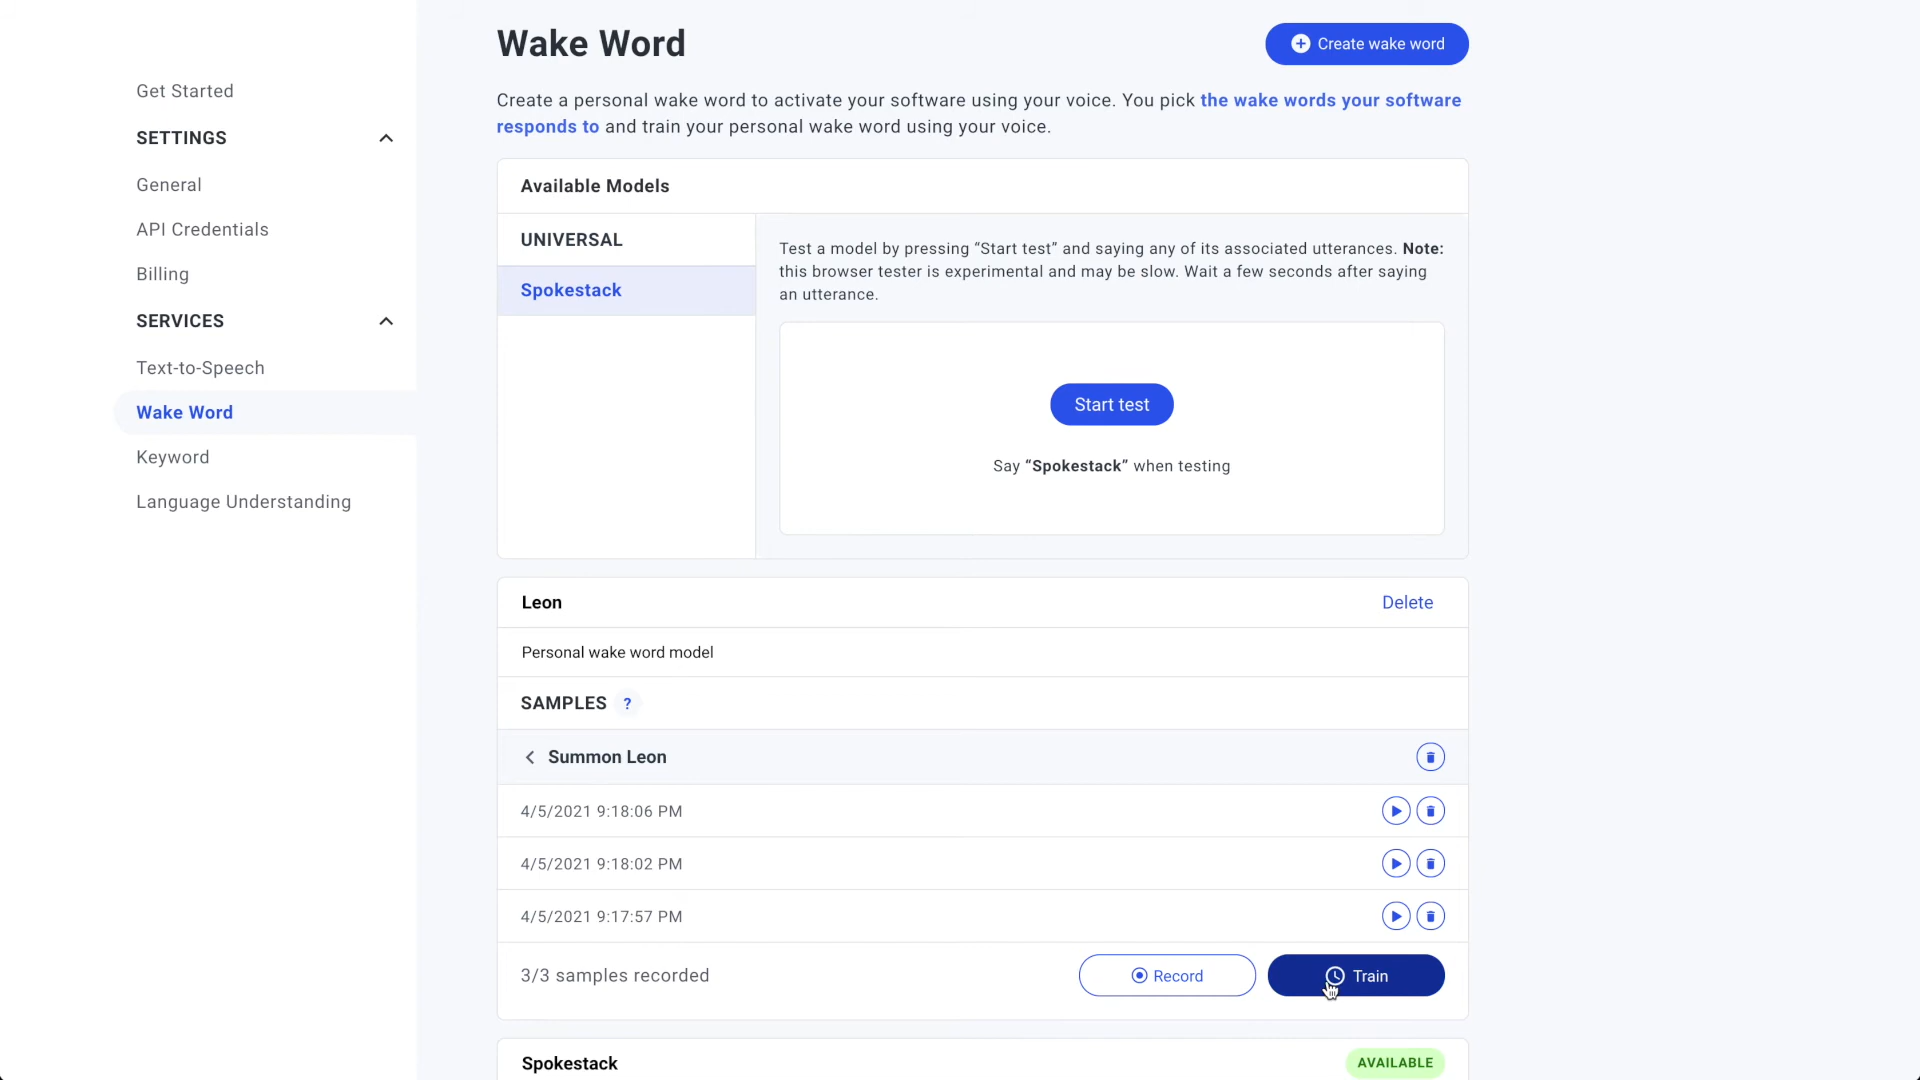 Get Started
SETTINGS
General
API Credentials
Billing
SERVICES
Text-to-Speech
Wake Word
Keyword
Language Understanding
Wake Word
Create wake word
Create a personal wake word to activate your software using your voice. You pick the wake words your software
responds to and train your personal wake word using your voice.
Available Models
UNIVERSAL
Spokestack
Test a model by pressing “Start test” and saying any of its associated utterances. Note:
this browser tester is experimental and may be slow. Wait a few seconds after saying
an utterance.
Start test
Say “Spokestack” when testing
Leon
Delete
Personal wake word model
SAMPLES ?
Summon Leon
4/5/2021 9:18:06 PM
4/5/2021 9:18:02 PM
4/5/2021 9:17:57 PM
3/3 samples recorded
Record
Train
Spokestack
AVAILABLE